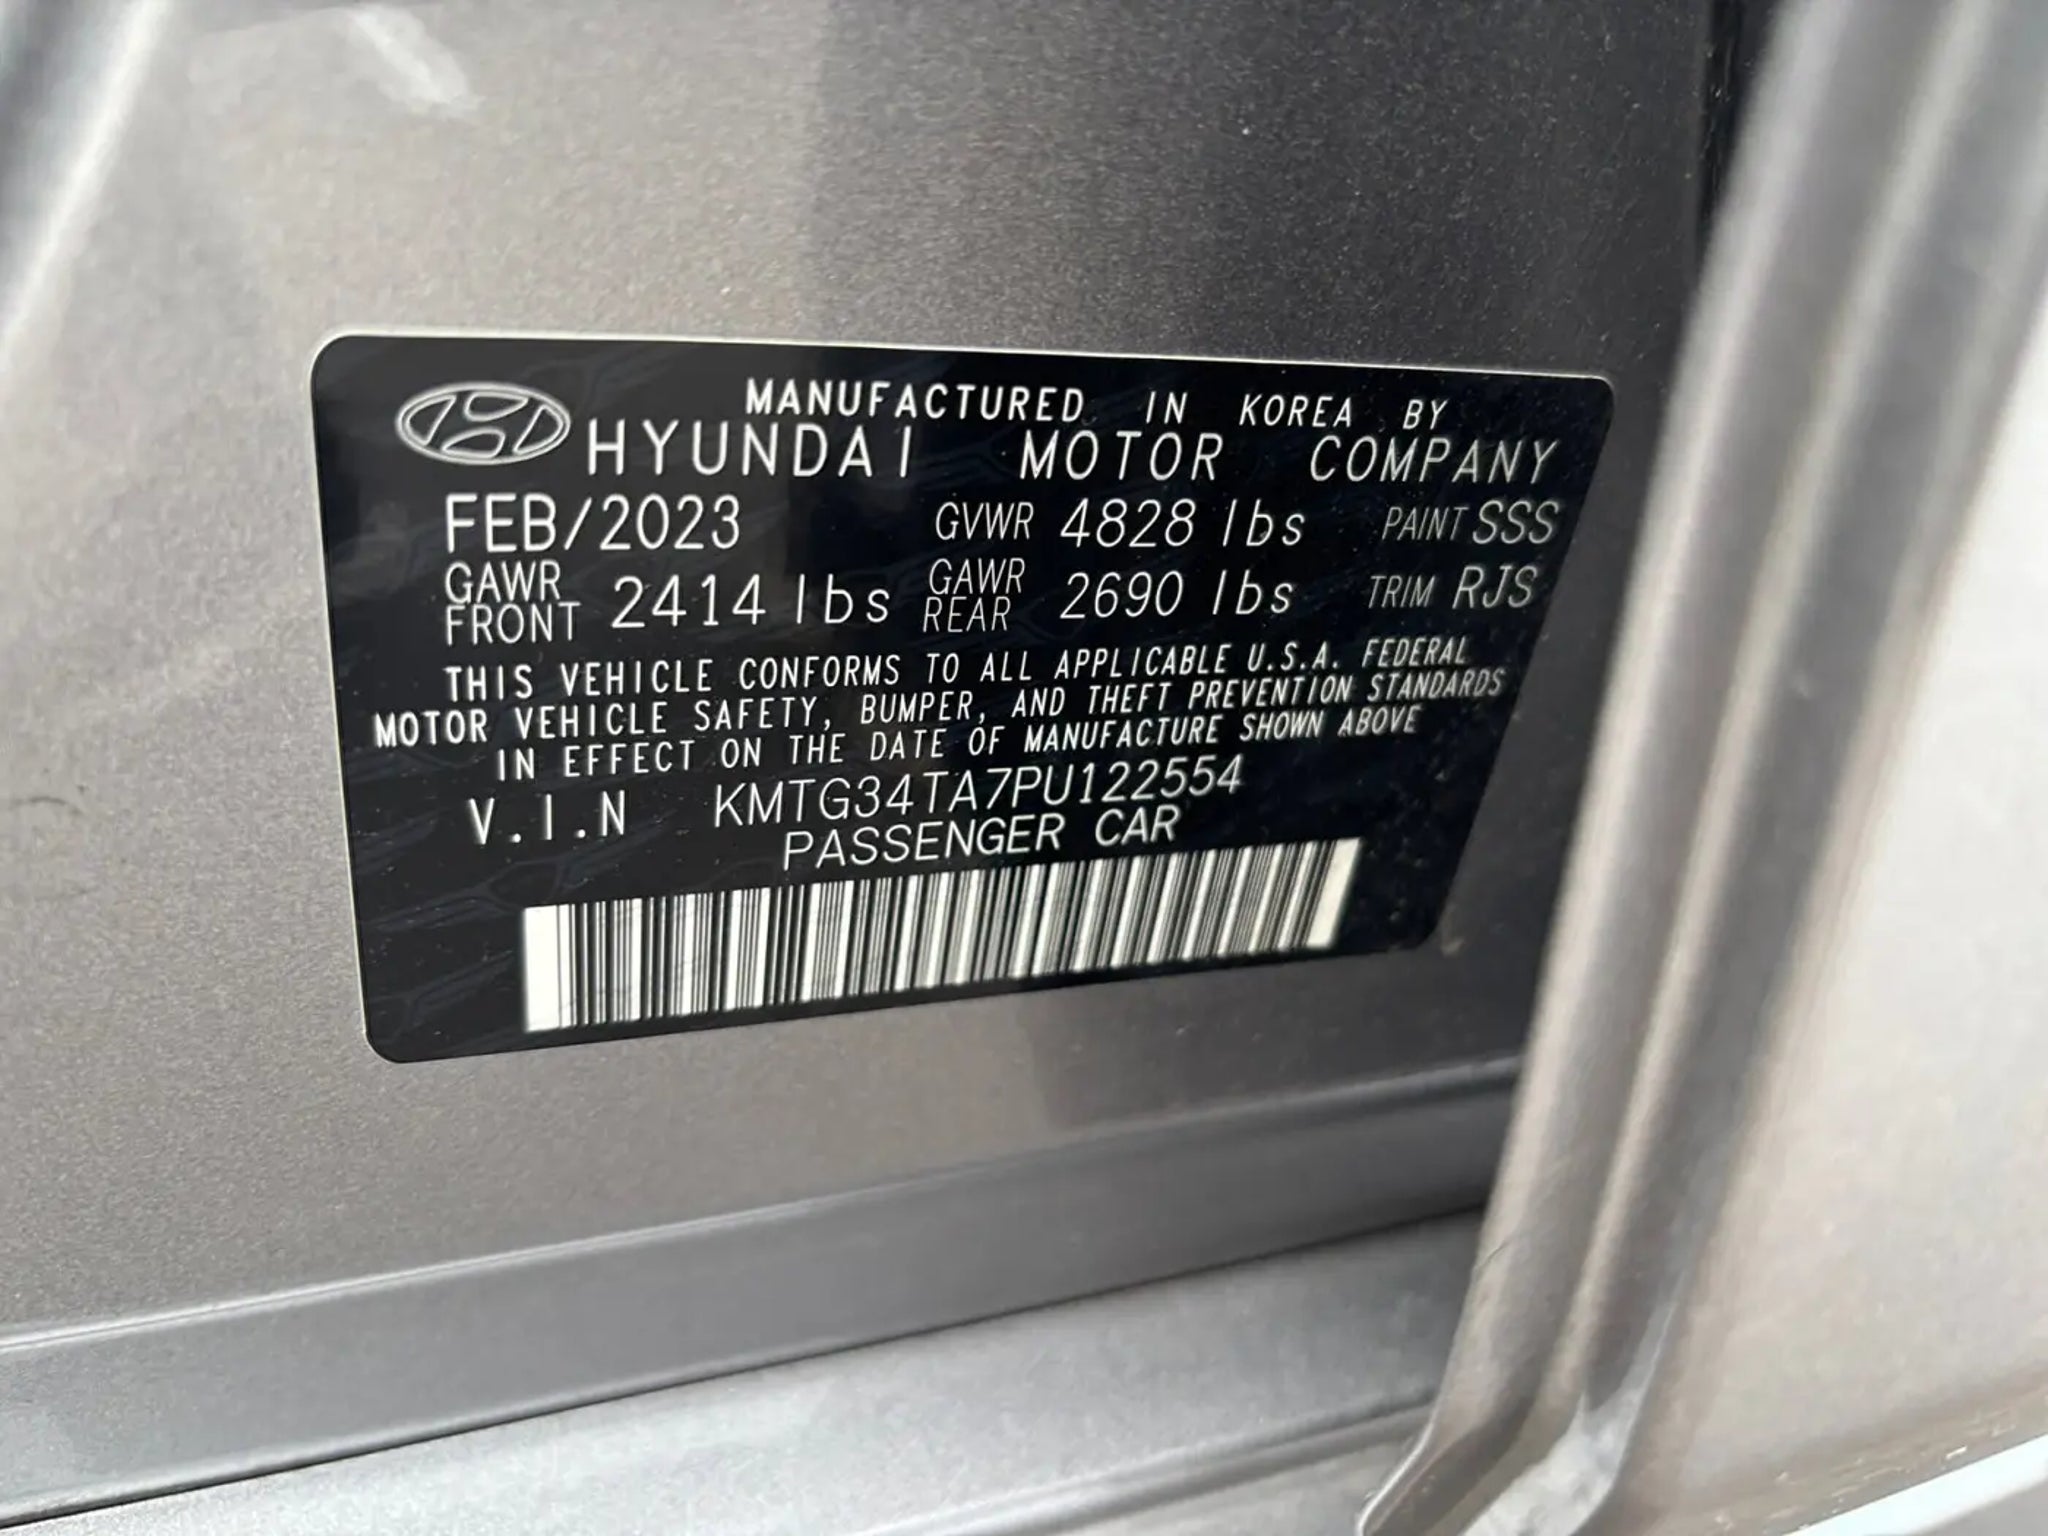 MANUFACTURED IN KOREA BY
HYUNDAI MOTOR COMPANY
FEB/2023 GVWR 4828 lbs PAINT SSS
GAWR FRONT 2414 lbs GAWR REAR 2690 lbs TRIM RJS
THIS VEHICLE CONFORMS TO ALL APPLICABLE U.S.A. FEDERAL
MOTOR VEHICLE SAFETY, BUMPER, AND THEFT PREVENTION STANDARDS
IN EFFECT ON THE DATE OF MANUFACTURE SHOWN ABOVE
V.I.N KMTG34TA7PU122554
PASSENGER CAR